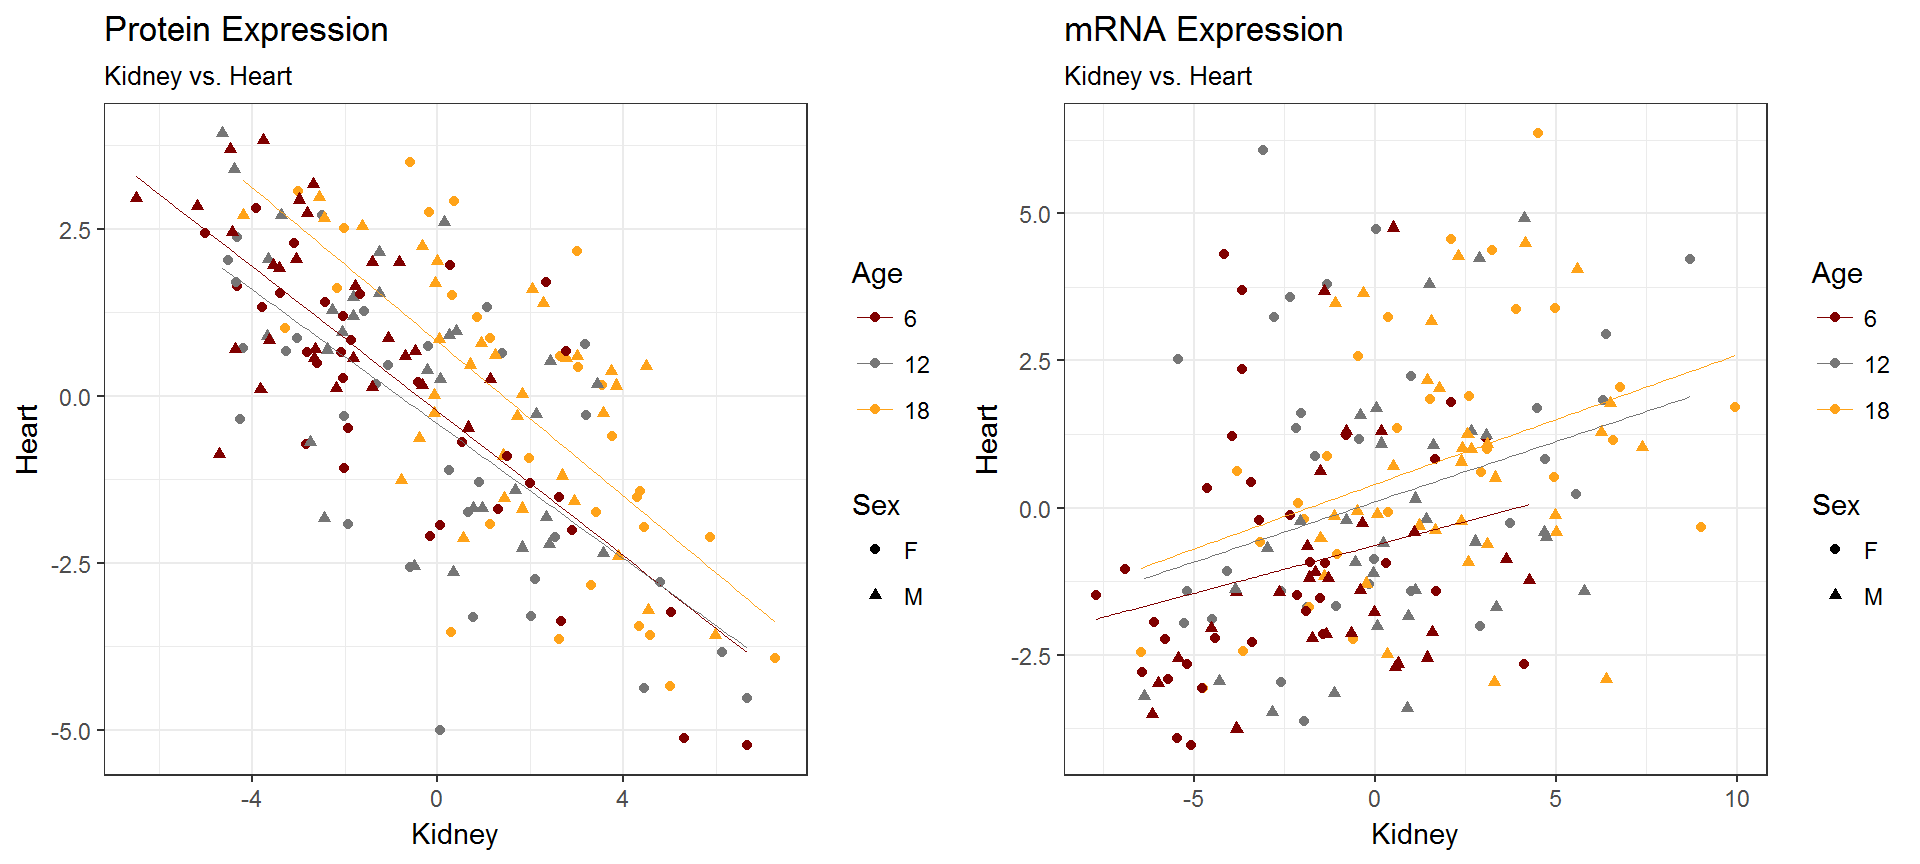 Protein Expression
Kidney vs. Heart
Heart
2.5
0.0
-2.5
-5.0
-4 0 4
Kidney
Age
6
12
18
Sex
F
M
mRNA Expression
Kidney vs. Heart
Heart
5.0
2.5
0.0
-2.5
-5 0 5 10
Kidney
Age
6
12
18
Sex
F
M